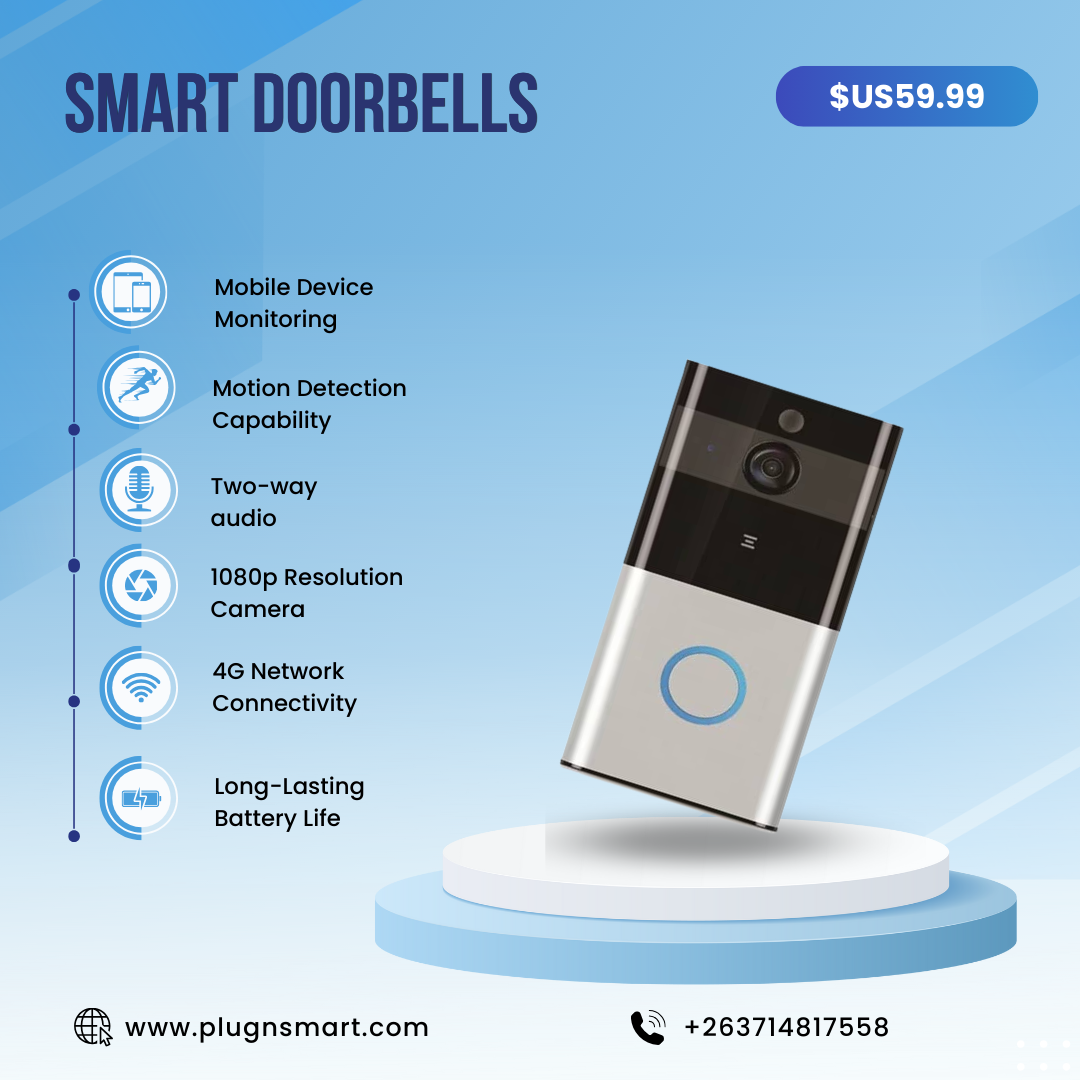 SMART DOORBELLS
$US59.99
Mobile Device
Monitoring
Motion Detection
Capability
Two-way
audio
1080p Resolution
Camera
4G Network
Connectivity
Long-Lasting
Battery Life
www.plugnsmart.com
+263714817558